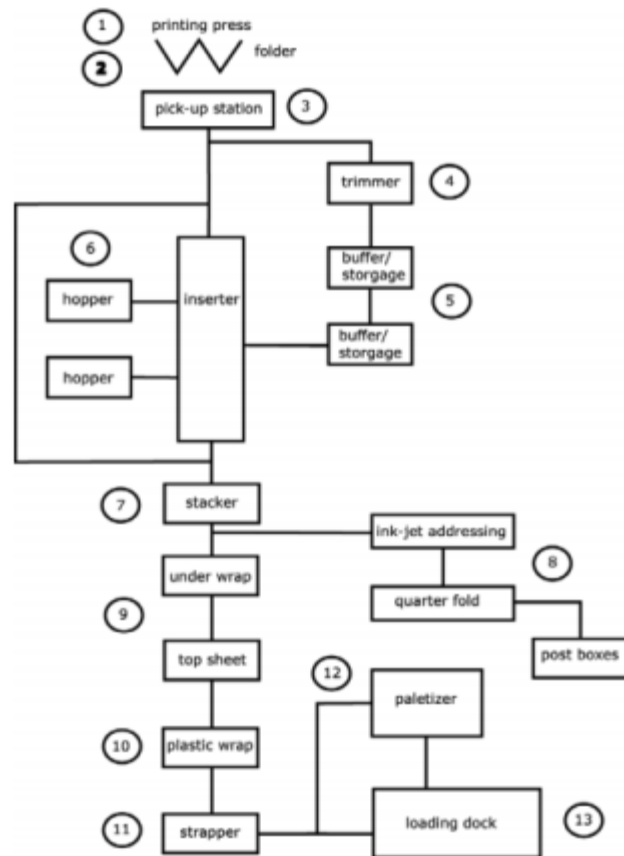 1
printing press
2
folder
pick-up station
3
trimmer
4
6
buffer/
storgage
hopper
inserter
5
buffer/
storgage
hopper
7
stacker
ink-jet addressing
8
under wrap
quarter fold
9
top sheet
post boxes
12
paletizer
10
plastic wrap
11
strapper
loading dock
13